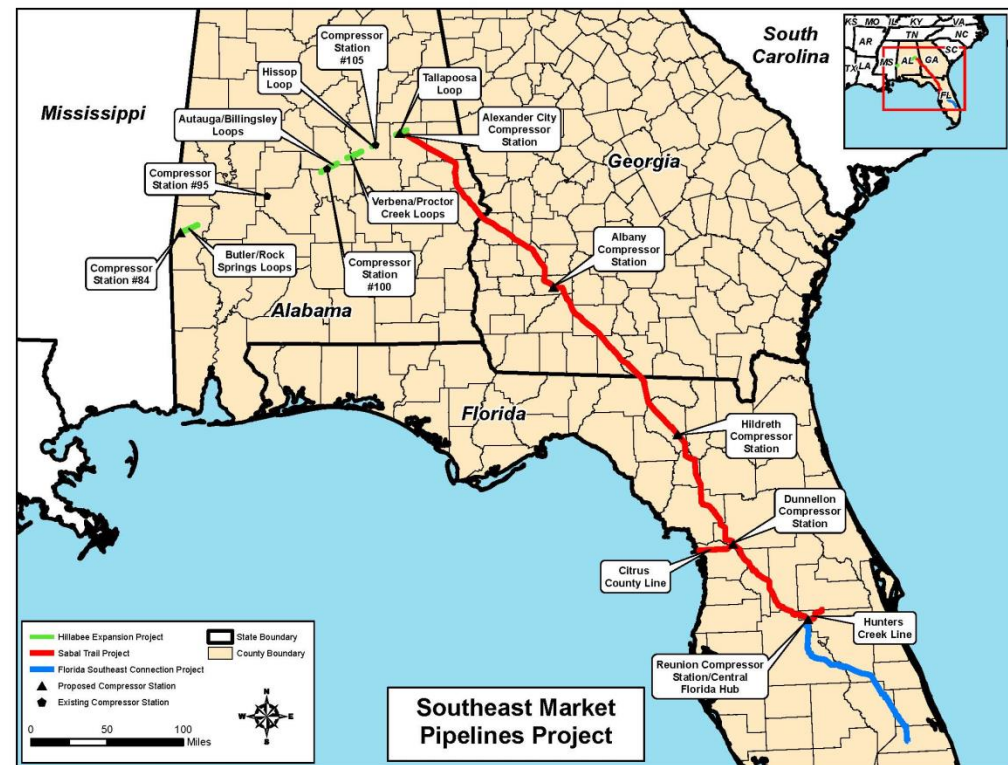 South
Carolina
KS
MO
IL
KY
VA
TN
NC
AR
SC
MS
AL
GA
TX
LA
FL
Compressor
Station
#105
Hissop
Loop
Tallapoosa
Loop
Mississippi
Autauga/Billingsley
Loops
Alexander City
Compressor
Station
Georgia
Compressor
Station #95
Verbena/Proctor
Creek Loops
Albany
Compressor
Station
Compressor
Station #84
Butler/Rock
Springs Loops
Compressor
Station
#100
Alabama
Florida
Hildreth
Compressor
Station
Dunnellon
Compressor
Station
Citrus
County Line
Hunters
Creek Line
Reunion Compressor
Station/Central
Florida Hub
Hillabee Expansion Project
Sabal Trail Project
Florida Southeast Connection Project
Proposed Compressor Station
Existing Compressor Station
State Boundary
County Boundary
N
W
E
S
0 50 100
Miles
Southeast Market
Pipelines Project